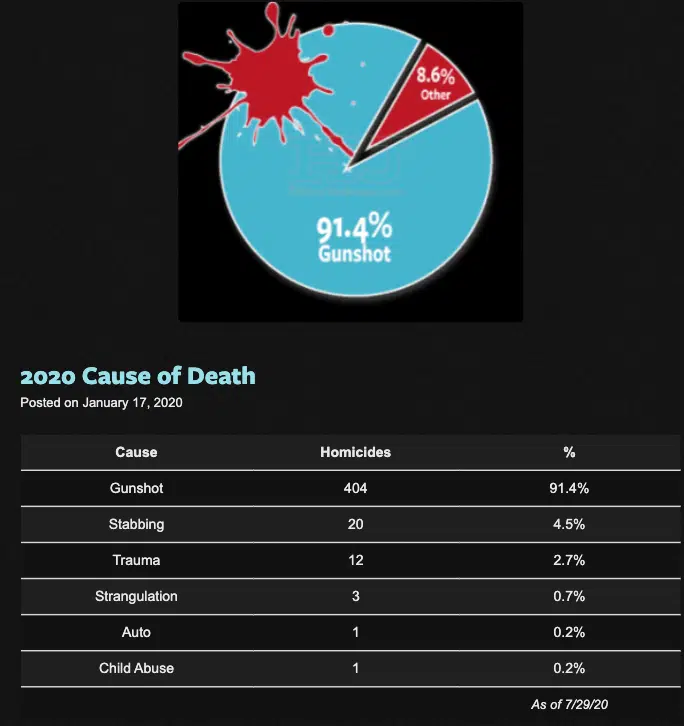 8.6%
Other
91.4%
Gunshot
2020 Cause of Death
Posted on January 17, 2020
Cause Homicides %
Gunshot 404 91.4%
Stabbing 20 4.5%
Trauma 12 2.7%
Strangulation 3 0.7%
Auto 1 0.2%
Child Abuse 1 0.2%
As of 7/29/20